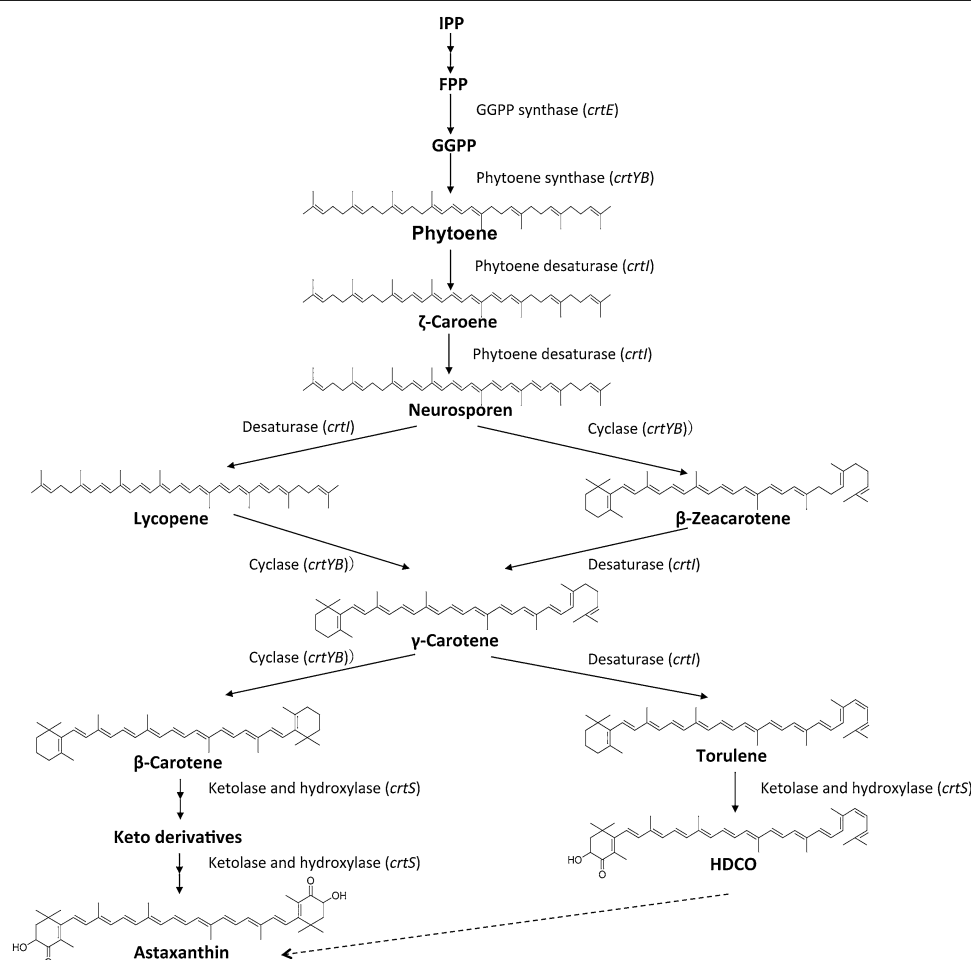 IPP
FPP
GGPP synthase (crtE)
GGPP
Phytoene synthase (crtYB)
Phytoene
Phytoene desaturase (crtI)
ζ-Caroene
Phytoene desaturase (crtI)
Neurosporen
Desaturase (crtI)
Cyclase (crtYB)）
Lycopene
β-Zeacarotene
Cyclase (crtYB)）
Desaturase (crtI)
γ-Carotene
Cyclase (crtYB)）
Desaturase (crtI)
β-Carotene
Torulene
Ketolase and hydroxylase (crtS)
Ketolase and hydroxylase (crtS)
Keto derivatives
HO
O
HDCO
Ketolase and hydroxylase (crtS)
O
OH
HO
O
Astaxanthin